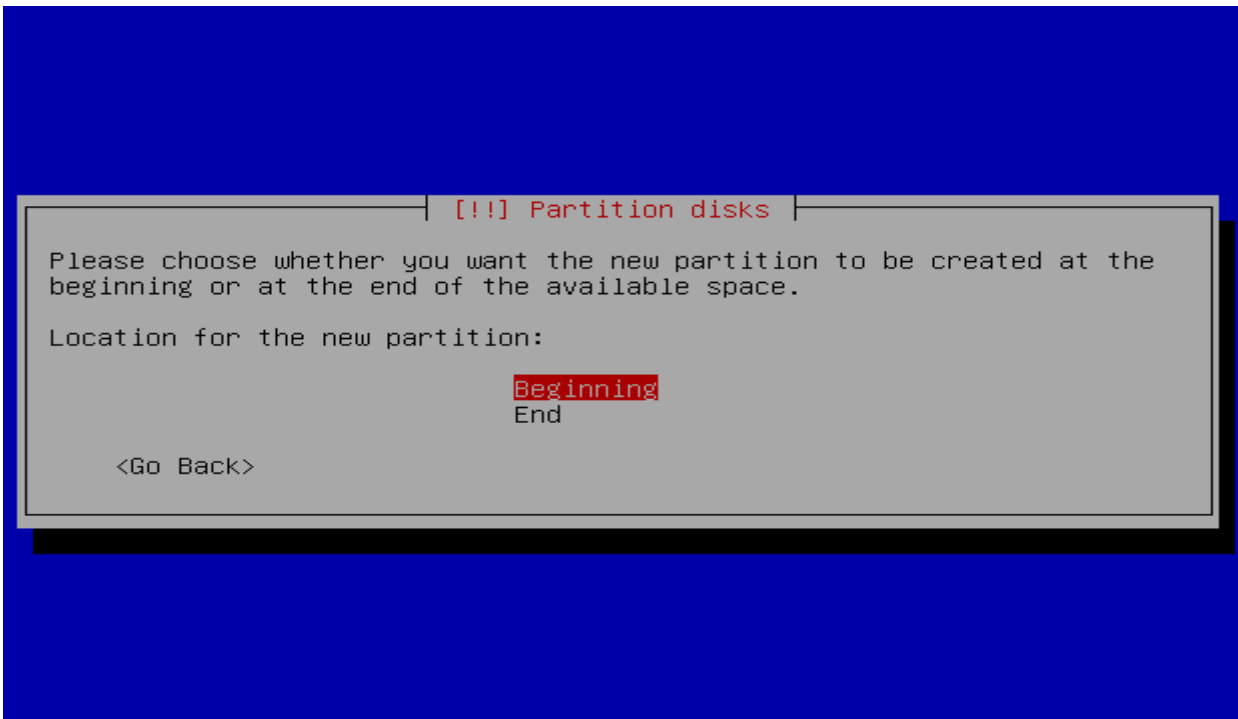 [!!] Partition disks
Please choose whether you want the new partition to be created at the
beginning or at the end of the available space.
Location for the new partition:
Beginning
End
<Go Back>